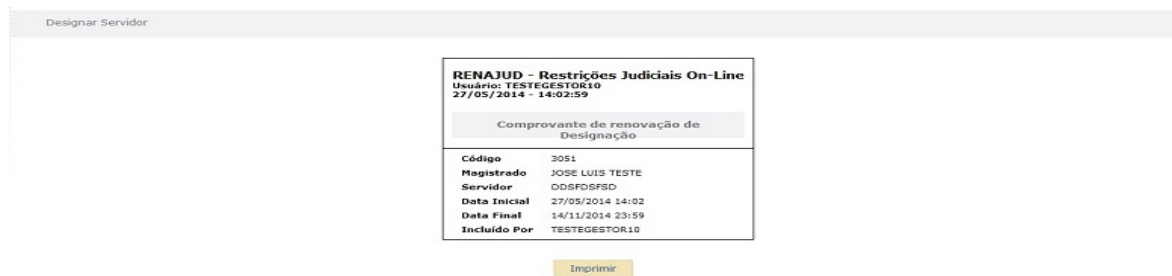 Designar Servidor
RENAJUD - Restrições Judiciais On-Line
Usuário: TESTEGESTOR10
27/05/2014 - 14:02:59
Comprovante de renovação de
Designação
Código 3051
Magistrado JOSE LUIS TESTE
Servidor DDSFDSFSD
Data Inicial 27/05/2014 14:02
Data Final 14/11/2014 23:59
Incluído Por TESTEGESTOR10
Imprimir